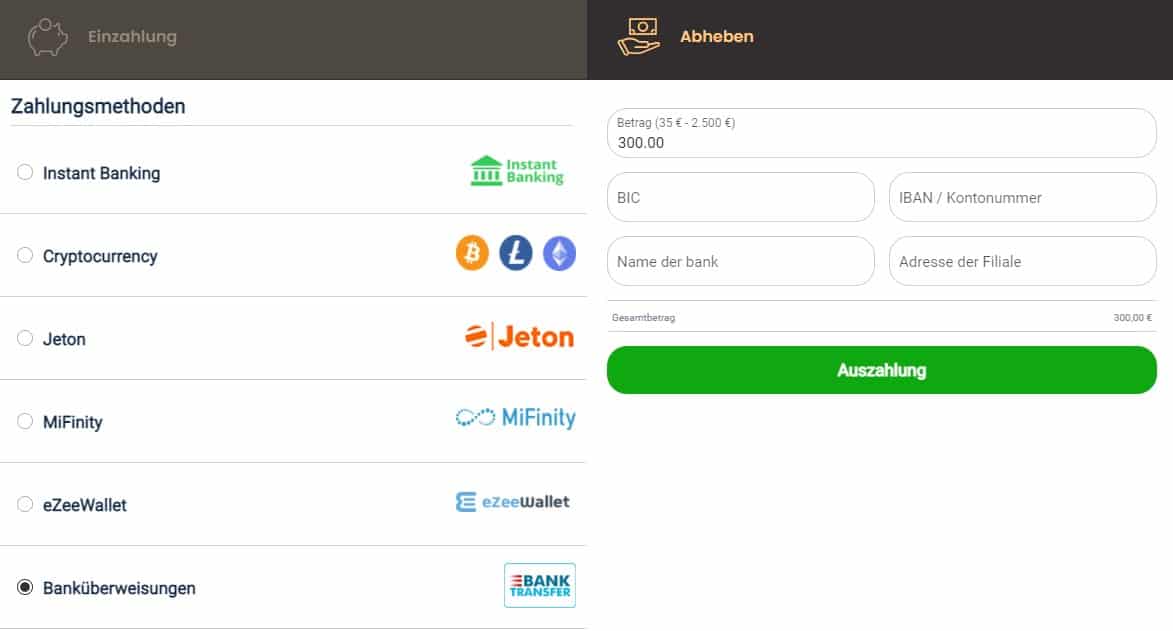 Einzahlung
Abheben
Zahlungsmethoden
Instant Banking
Instant
Banking
Cryptocurrency
Jeton
Jeton
MiFinity
MiFinity
eZeeWallet
eZeeWallet
Banküberweisungen
BANK
TRANSFER
Betrag (35 € - 2.500 €)
300.00
BIC
IBAN / Kontonummer
Name der bank
Adresse der Filiale
Gesamtbetrag 300,00 €
Auszahlung